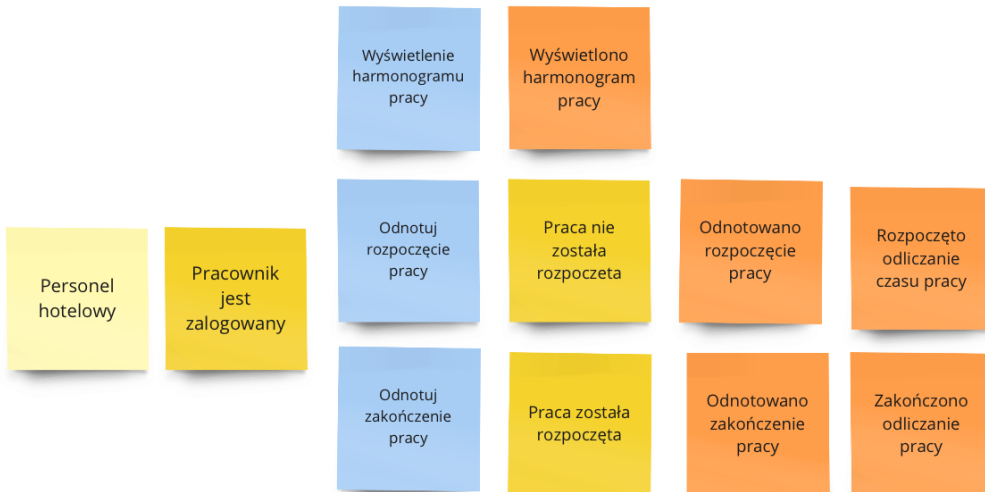 Wyświetlenie
harmonogramu
pracy
Wyświetlono
harmonogram
pracy
Personel
hotelowy
Pracownik
jest
zalogowany
Odnotuj
rozpoczęcie
pracy
Praca nie
została
rozpoczeta
Odnotowano
rozpoczęcie
pracy
Rozpoczęto
odliczanie
czasu pracy
Odnotuj
zakończenie
pracy
Praca została
rozpoczęta
Odnotowano
zakończenie
pracy
Zakończono
odliczanie
pracy